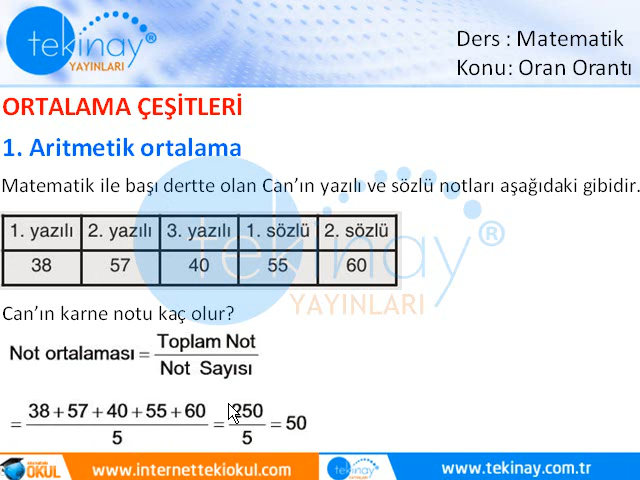 tekinay®
YAYINLARI
Ders : Matematik
Konu: Oran Orantı
ORTALAMA ÇEŞİTLERİ
1. Aritmetik ortalama
Matematik ile başı dertte olan Can’ın yazılı ve sözlü notları aşağıdaki gibidir.
1. yazılı 2. yazılı 3. yazılı 1. sözlü 2. sözlü
38 57 40 55 60
tekinay®
YAYINLARI
Can’ın karne notu kaç olur?
Not ortalaması = Toplam Not / Not Sayısı
= 38+57+40+55+60 / 5 = 250 / 5 = 50
OKUL www.internettekiokul.com tekinay YAYINLARI www.tekinay.com.tr